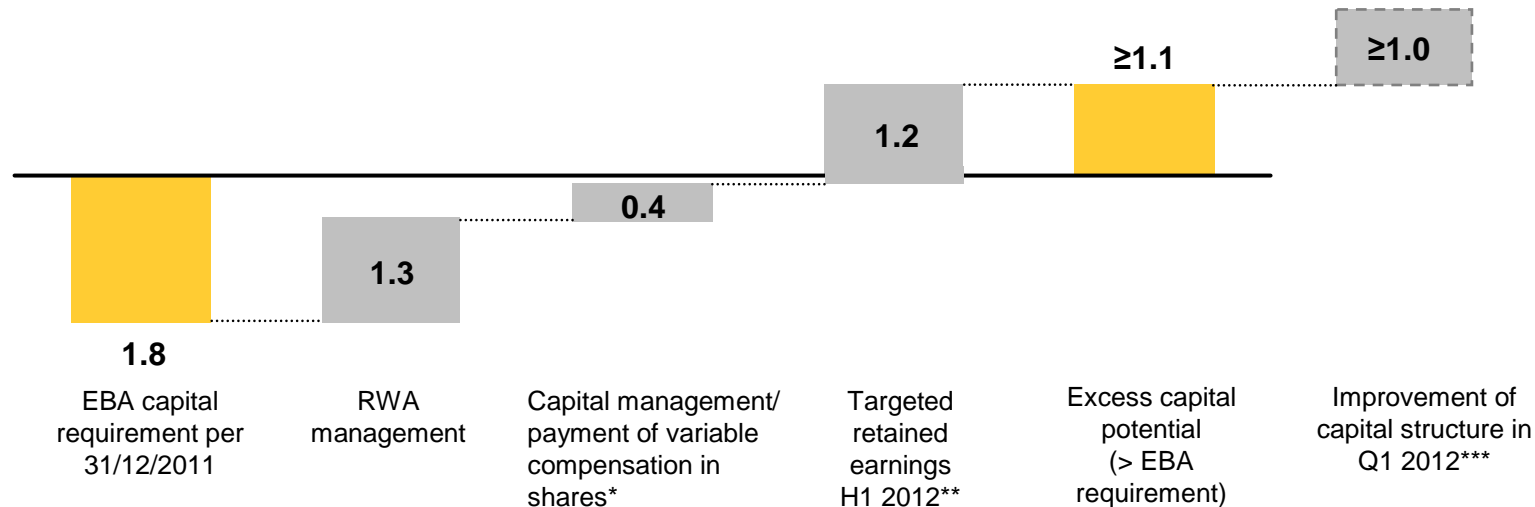 ≥1.0
≥1.1
1.2
0.4
1.3
1.8
EBA capital
requirement per
31/12/2011
RWA
management
Capital management/
payment of variable
compensation in
shares*
Targeted
retained
earnings
H1 2012**
Excess capital
potential
(> EBA
requirement)
Improvement of
capital structure in
Q1 2012***